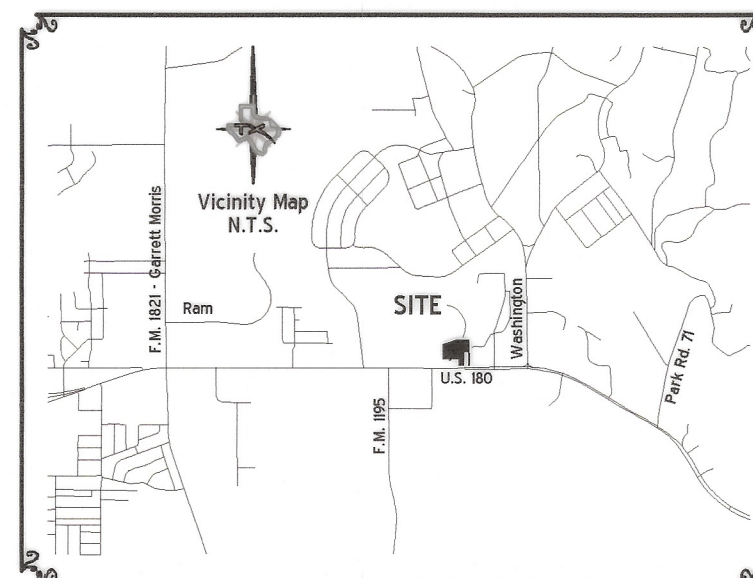 TX
Vicinity Map
N.T.S.
F.M. 1821 - Garrett Morris
Ram
SITE
Washington
U.S. 180
F.M. 1195
Park Rd. 71